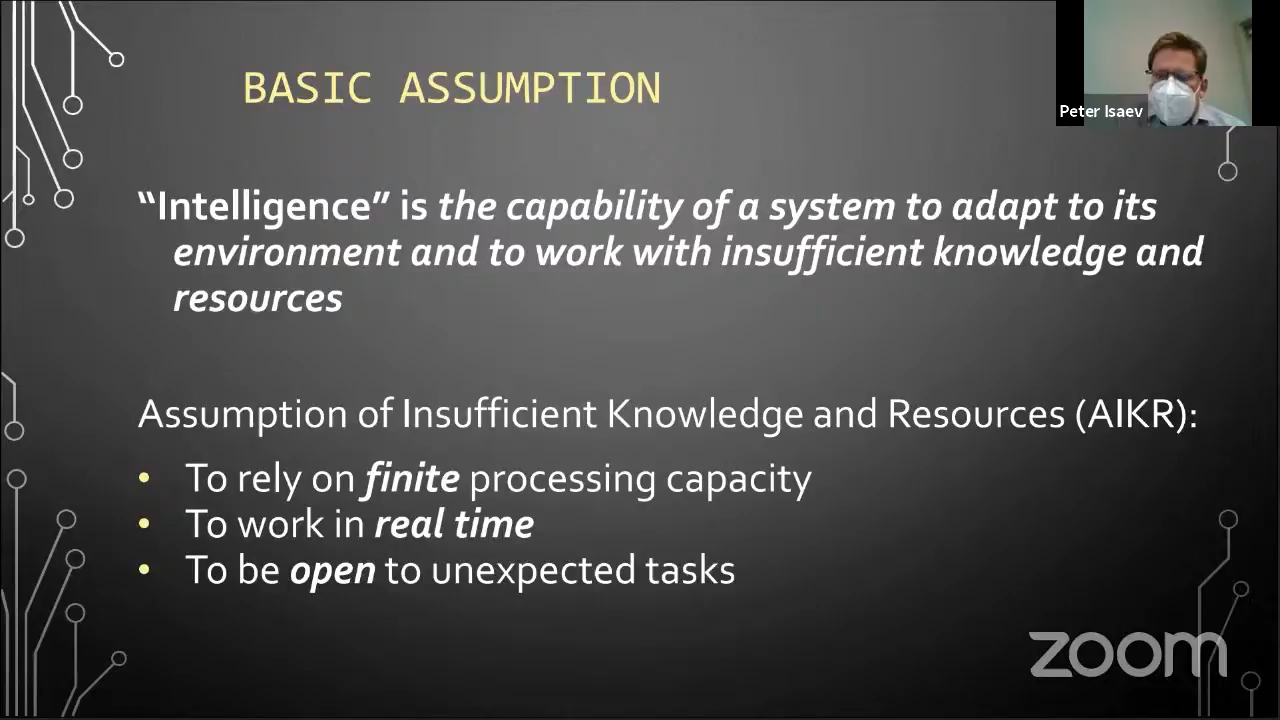 BASIC ASSUMPTION
Peter Isaev
“Intelligence” is the capability of a system to adapt to its
environment and to work with insufficient knowledge and
resources
Assumption of Insufficient Knowledge and Resources (AIKR):
• To rely on finite processing capacity
• To work in real time
• To be open to unexpected tasks
zoom